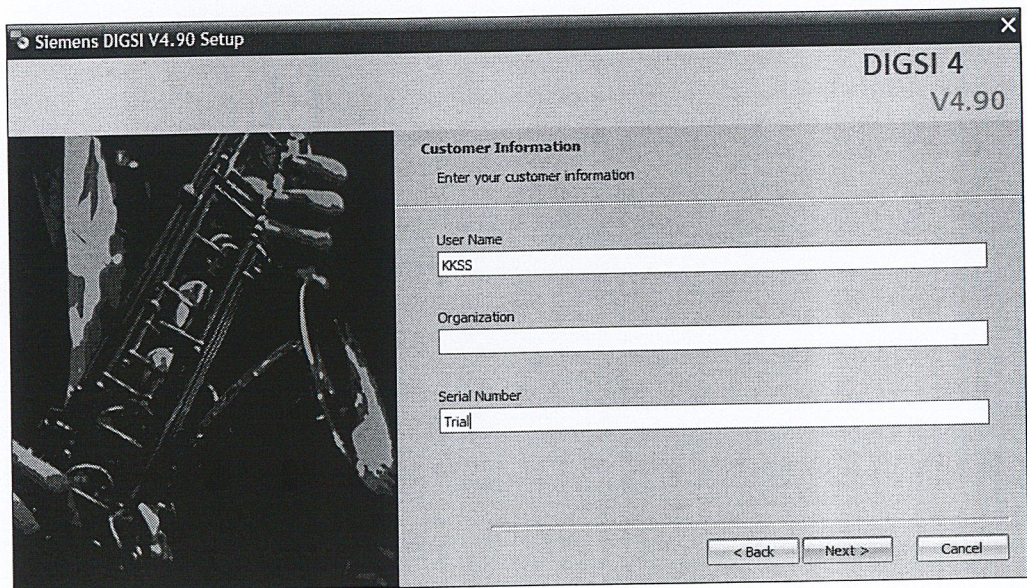 Siemens DIGSI V4.90 Setup
DIGSI 4
V4.90
Customer Information
Enter your customer information
User Name
KKSS
Organization
Serial Number
Trial
< Back
Next >
Cancel